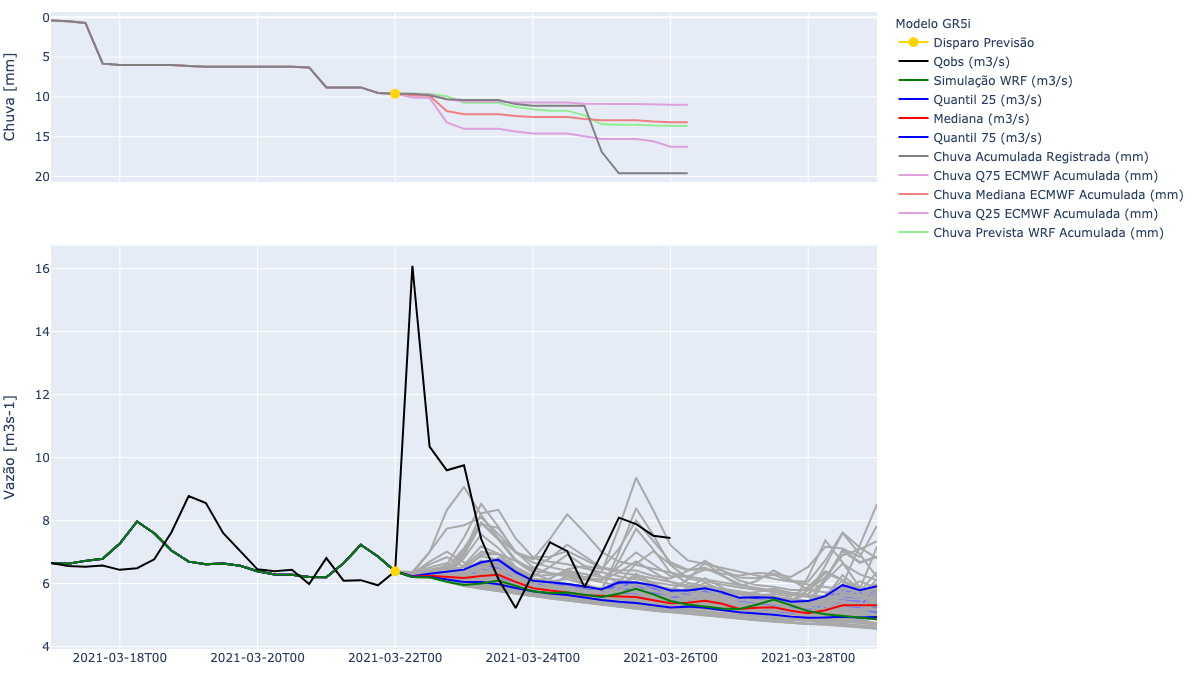 0
5
10
15
20
Chuva [mm]
Modelo GR5i
Disparo Previsão
Qobs (m3/s)
Simulação WRF (m3/s)
Quantil 25 (m3/s)
Mediana (m3/s)
Quantil 75 (m3/s)
Chuva Acumulada Registrada (mm)
Chuva Q75 ECMWF Acumulada (mm)
Chuva Mediana ECMWF Acumulada (mm)
Chuva Q25 ECMWF Acumulada (mm)
Chuva Prevista WRF Acumulada (mm)
16
14
12
10
8
6
4
Vazão [m3s-1]
2021-03-18T00
2021-03-20T00
2021-03-22T00
2021-03-24T00
2021-03-26T00
2021-03-28T00